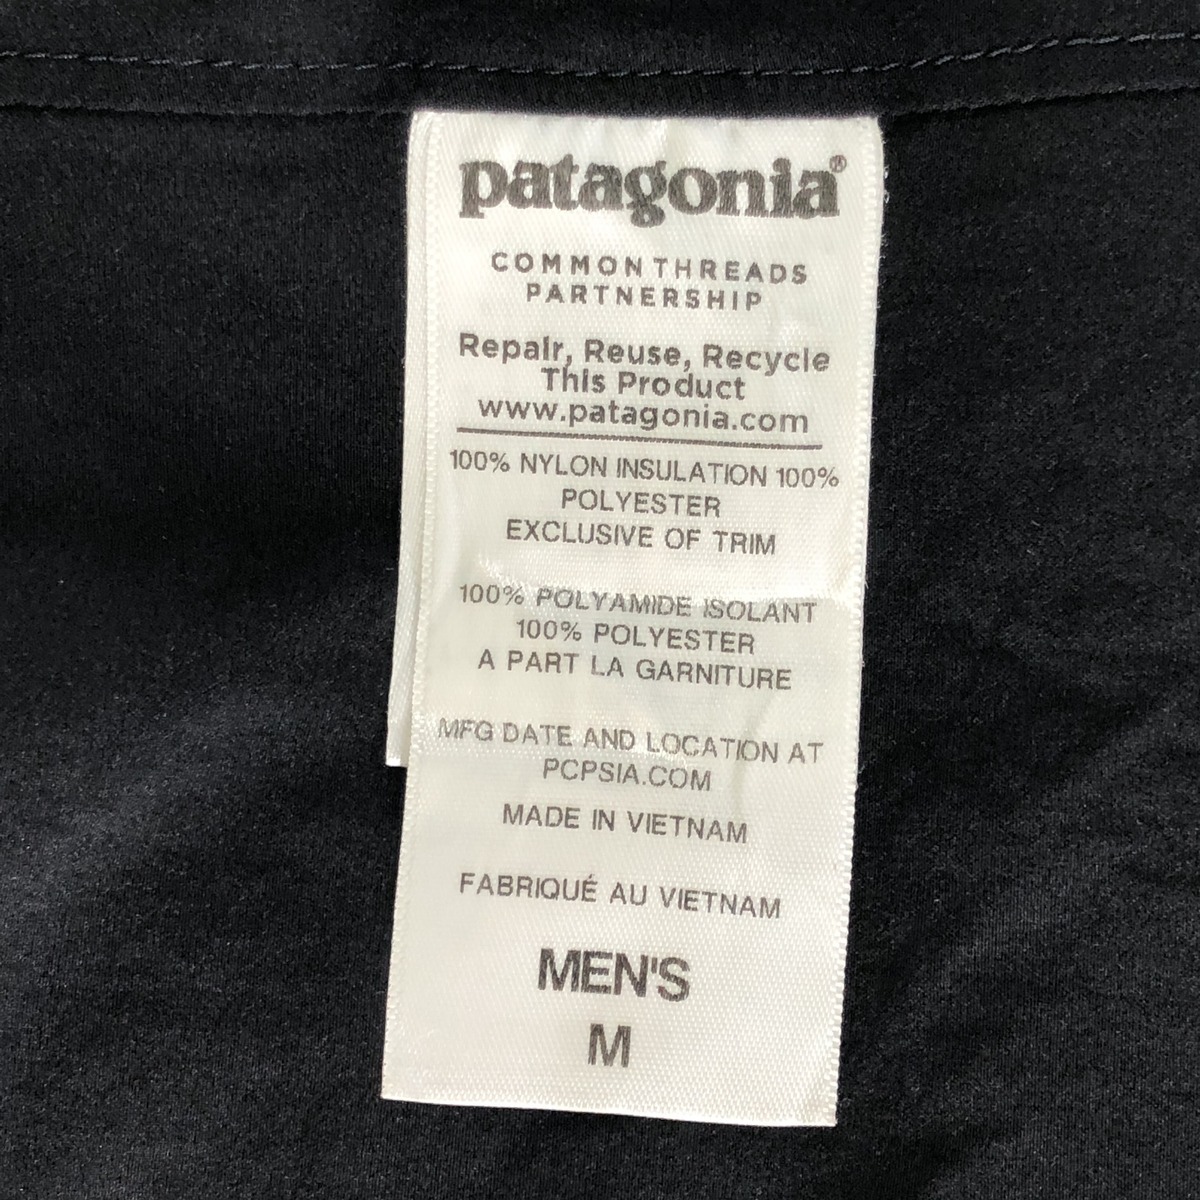 patagonia®
COMMON THREADS
PARTNERSHIP
Repair, Reuse, Recycle
This Product
www.patagonia.com
100% NYLON INSULATION 100%
POLYESTER
EXCLUSIVE OF TRIM
100% POLYAMIDE ISOLANT
100% POLYESTER
A PART LA GARNITURE
MFG DATE AND LOCATION AT
PCPSIA.COM
MADE IN VIETNAM
FABRIQUÉ AU VIETNAM
MEN'S
M